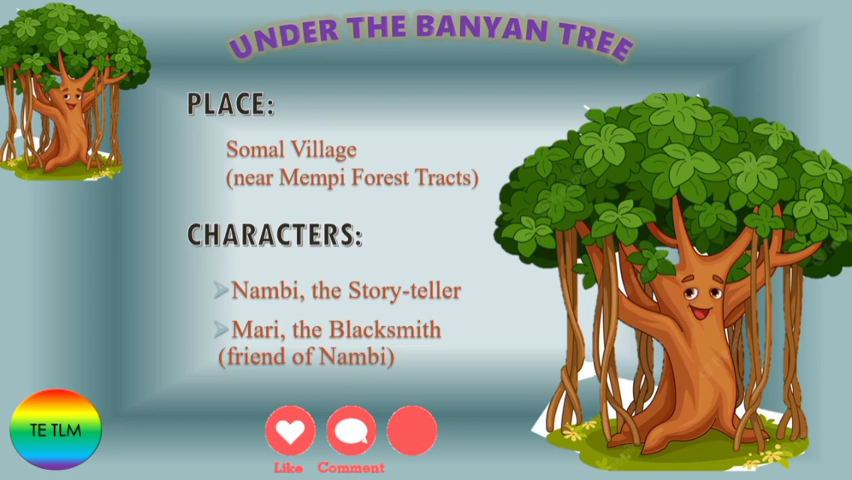 UNDER THE BANYAN TREE
PLACE:
Somal Village
(near Mempi Forest Tracts)
CHARACTERS:
Nambi, the Story-teller
Mari, the Blacksmith
(friend of Nambi)
TE TLM
Like Comment